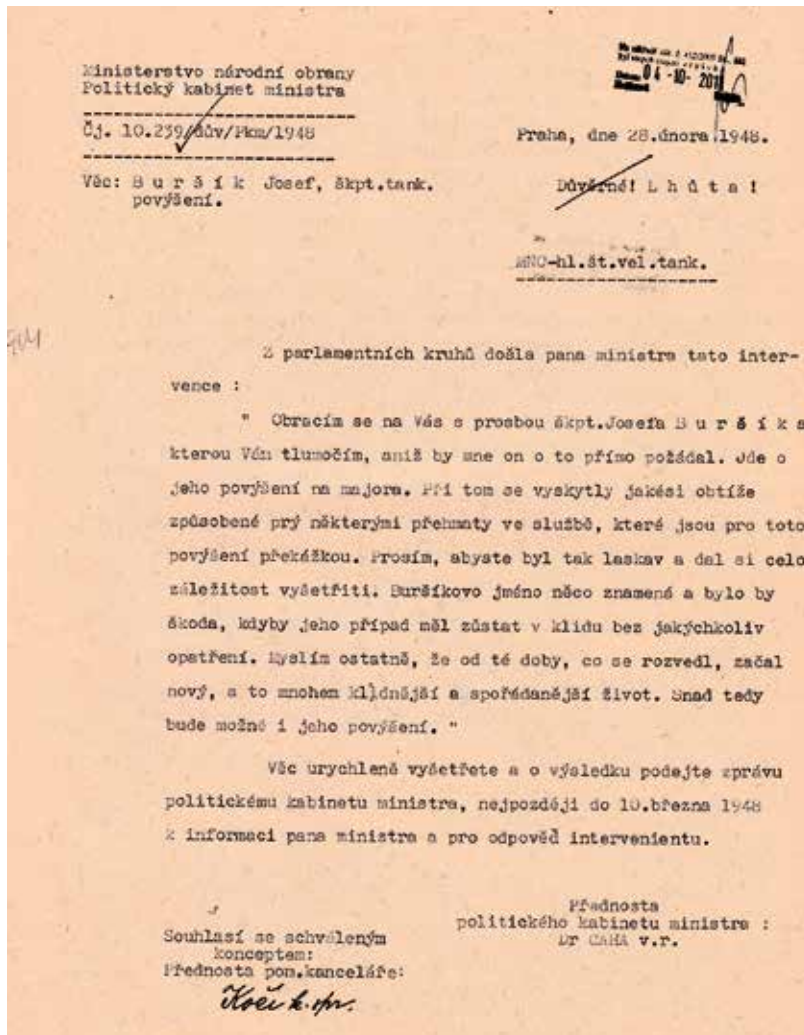 Ministerstvo národní obrany
Politický kabinet ministra
Čj. 10.239/dův/Pkm/1948
Praha, dne 28.února 1948.
Věc: B u r š í k Josef, škpt.tank.
povýšení.
Důvěrné! L h ů t a !
MNO-hl.št.vel.tank.
04 -10- 201
Z parlamentních kruhů došla pana ministra tato inter-
vence :
" Obracím se na Vás s prosbou škpt.Josefa B u r š í k a
kterou Vám tlumočím, aniž by mne on o to přímo požádal. Jde o
jeho povýšení na majora. Při tom se vyskytly jakési obtíže
způsobené prý některými přehmaty ve službě, které jsou pro toto
povýšení překážkou. Prosím, abyste byl tak laskav a dal si celo
záležitost vyšetřiti. Buršíkovo jméno něco znamená a bylo by
škoda, kdyby jeho případ měl zůstat v klidu bez jakýchkoliv
opatření. Myslím ostatně, že od té doby, co se rozvedl, začal
nový, a to mnohem klidnější a spořádanější život. Snad tedy
bude možné i jeho povýšení. "
Věc urychleně vyšetřete a o výsledku podejte zprávu
politickému kabinetu ministra, nejpozději do 10.března 1948
k informaci pana ministra a pro odpověď intervenientu.
Přednosta
politického kabinetu ministra :
Dr CAHA v.r.
Souhlasí se schváleným
konceptem:
Přednosta pom.kanceláře:
Kočí